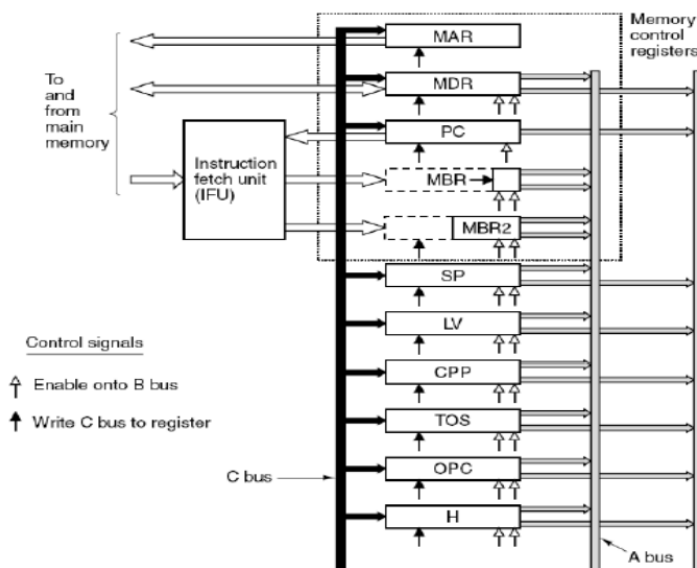 MAR
Memory
control
registers
To
and
from
main
memory
MDR
PC
Instruction
fetch unit
(IFU)
MBR
MBR2
SP
Control signals
LV
Enable onto B bus
CPP
Write C bus to register
TOS
C bus
OPC
H
A bus